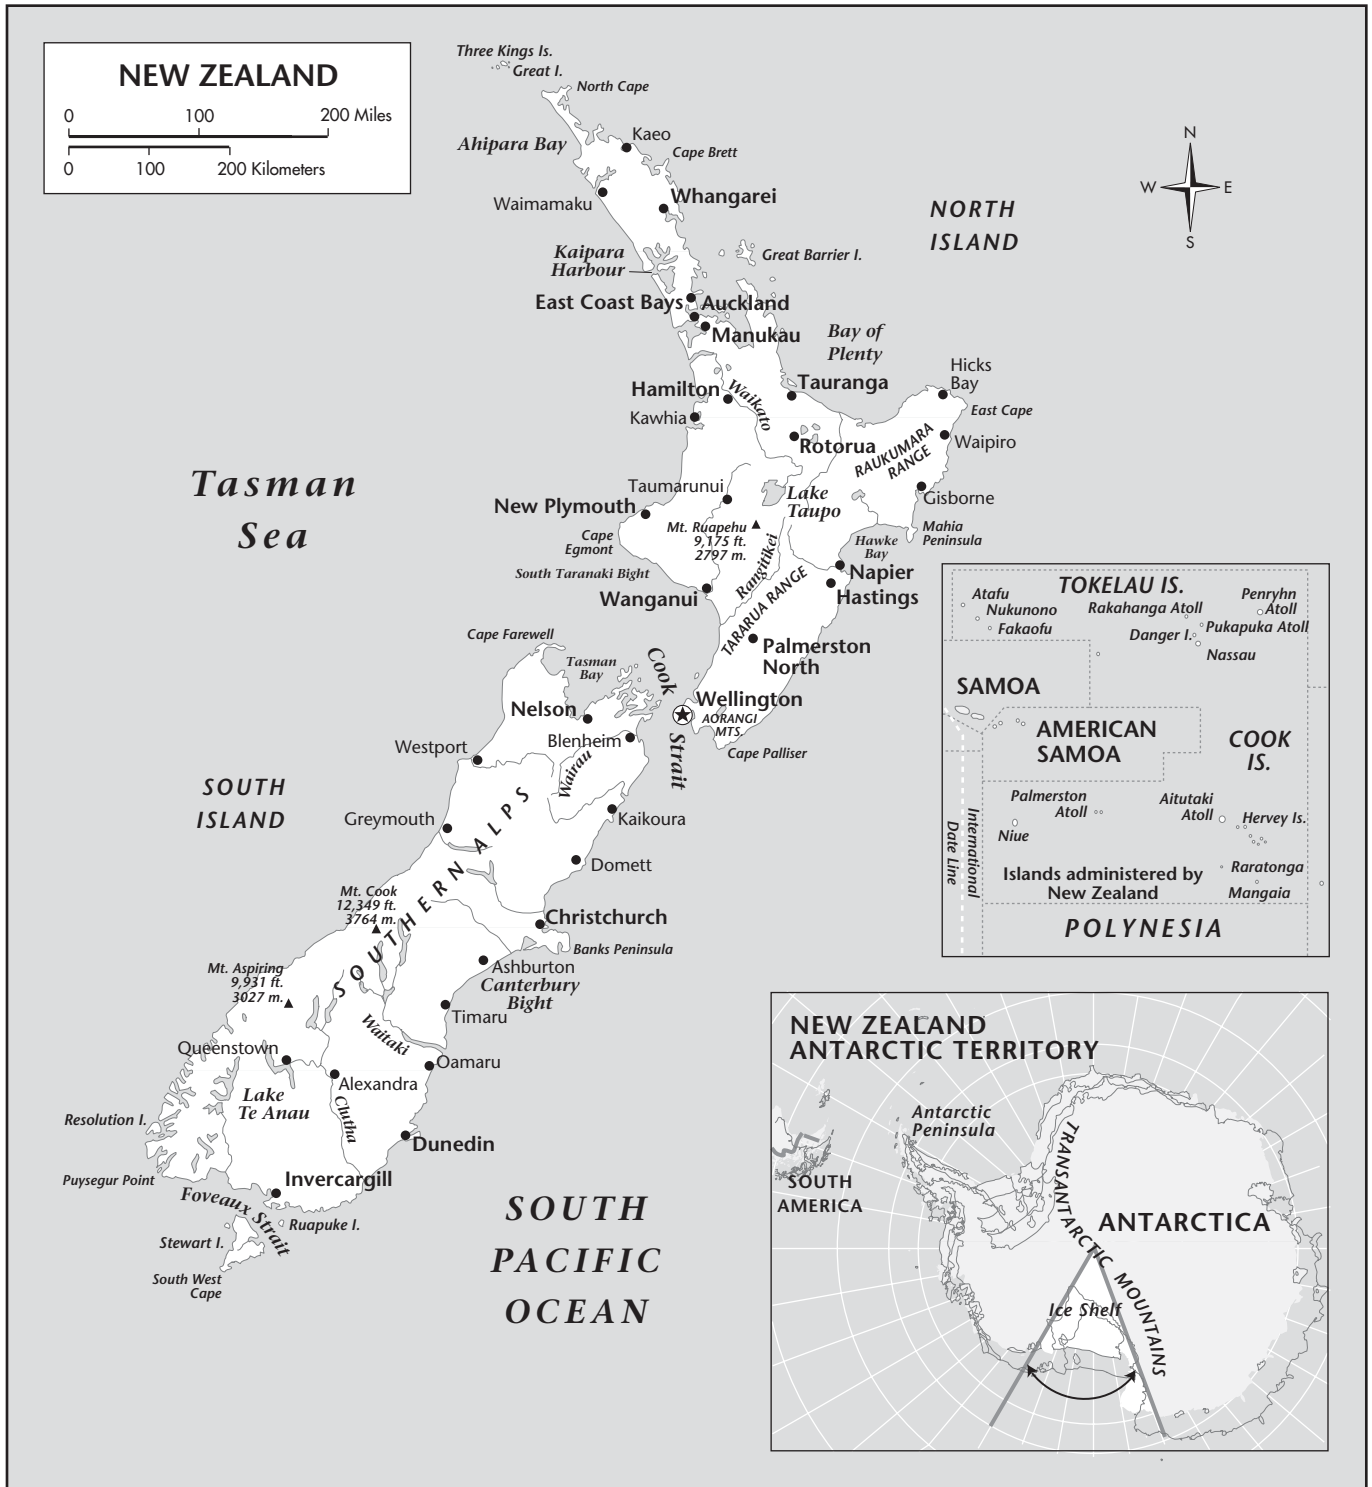 NEW ZEALAND
0 100 200 Miles
0 100 200 Kilometers
Three Kings Is.
Great I.
North Cape
Ahipara Bay
Kaeo
Cape Brett
Waimamaku
Whangarei
NORTH
ISLAND
N
W E
S
Kaipara
Harbour
Great Barrier I.
East Coast Bays
Auckland
Manukau
Bay of
Plenty
Hicks
Bay
Hamilton
Waikato
Tauranga
Kawhia
East Cape
Rotorua
RAUKUMARA
RANGE
Waipiro
Tasman
Sea
Taumarunui
Lake
Taupo
Gisborne
New Plymouth
Mt. Ruapehu
9,175 ft.
2797 m.
Cape
Egmont
Mahia
Peninsula
Hawke
Bay
Rangitikei
South Taranaki Bight
Napier
Wanganui
Hastings
TARARUA RANGE
Cape Farewell
Palmerston
North
Tasman
Bay
Cook
Strait
Nelson
Wellington
AORANGI
MTS.
Blenheim
Westport
Cape Palliser
Wairau
SOUTH
ISLAND
Greymouth
Kaikoura
SOUTHERN ALPS
Domett
Mt. Cook
12,349 ft.
3764 m.
Christchurch
Banks Peninsula
Mt. Aspiring
9,931 ft.
3027 m.
Ashburton
Canterbury
Bight
Timaru
Waitaki
Queenstown
Oamaru
Alexandra
Lake
Te Anau
Clutha
Resolution I.
Dunedin
Puysegur Point
Invercargill
Foveaux Strait
Ruapuke I.
Stewart I.
South West
Cape
SOUTH
PACIFIC
OCEAN
TOKELAU IS.
Atafu
Nukunono
Fakaofu
Rakahanga Atoll
Penryhn
Atoll
Pukapuka Atoll
Danger I.
Nassau
SAMOA
AMERICAN
SAMOA
COOK
IS.
Palmerston
Atoll
Aitutaki
Atoll
Hervey Is.
Niue
International
Date Line
Raratonga
Mangaia
Islands administered by
New Zealand
POLYNESIA
NEW ZEALAND
ANTARCTIC TERRITORY
Antarctic
Peninsula
TRANSANTARCTIC MOUNTAINS
SOUTH
AMERICA
ANTARCTICA
Ice Shelf